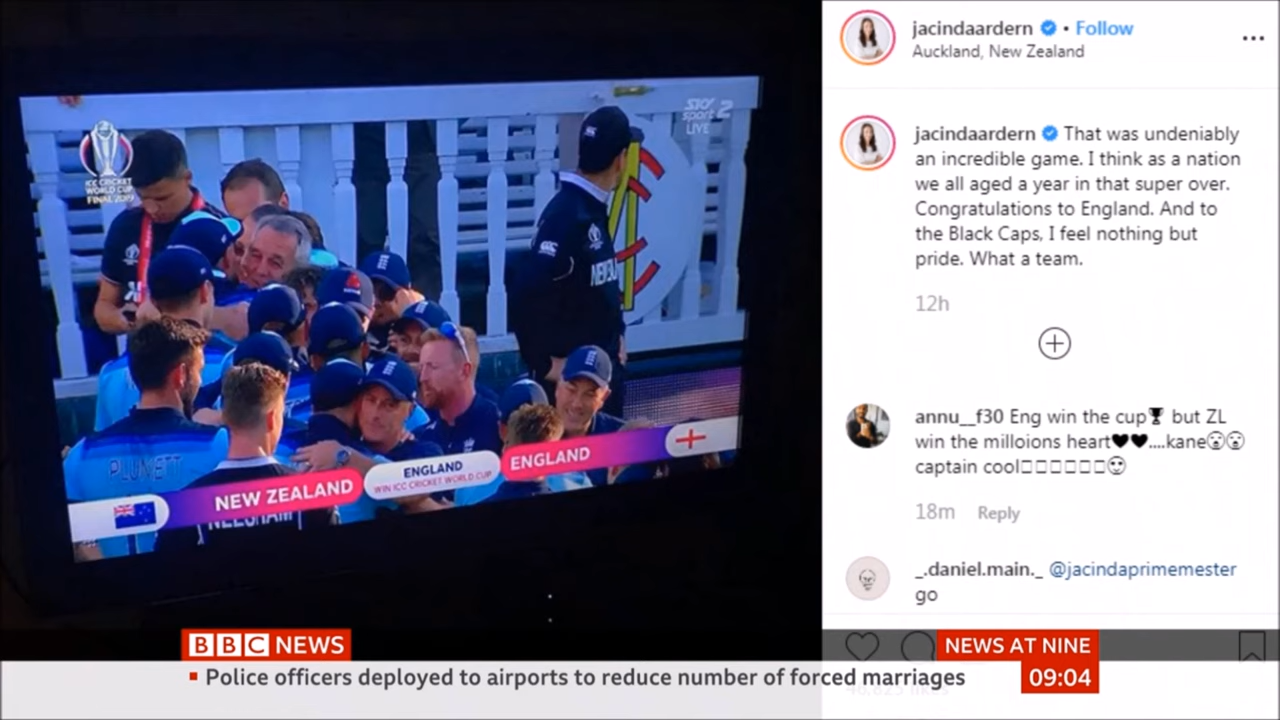 sky
sport 2
LIVE
ICC CRICKET
WORLD CUP
FINAL 2019
NEW
PLUNKETT
NEW ZEALAND
ENGLAND
WIN ICC CRICKET WORLD CUP
ENGLAND
NEESHAM
jacindaardern • Follow
Auckland, New Zealand
jacindaardern That was undeniably
an incredible game. I think as a nation
we all aged a year in that super over.
Congratulations to England. And to
the Black Caps, I feel nothing but
pride. What a team.
12h
annu__f30 Eng win the cup🏆 but ZL
win the milloions heart🖤🖤....kane😮😮
captain cool□□□□□□😍
18m Reply
_.daniel.main._ @jacindaprimemester
go
BBC NEWS
NEWS AT NINE
Police officers deployed to airports to reduce number of forced marriages
09:04